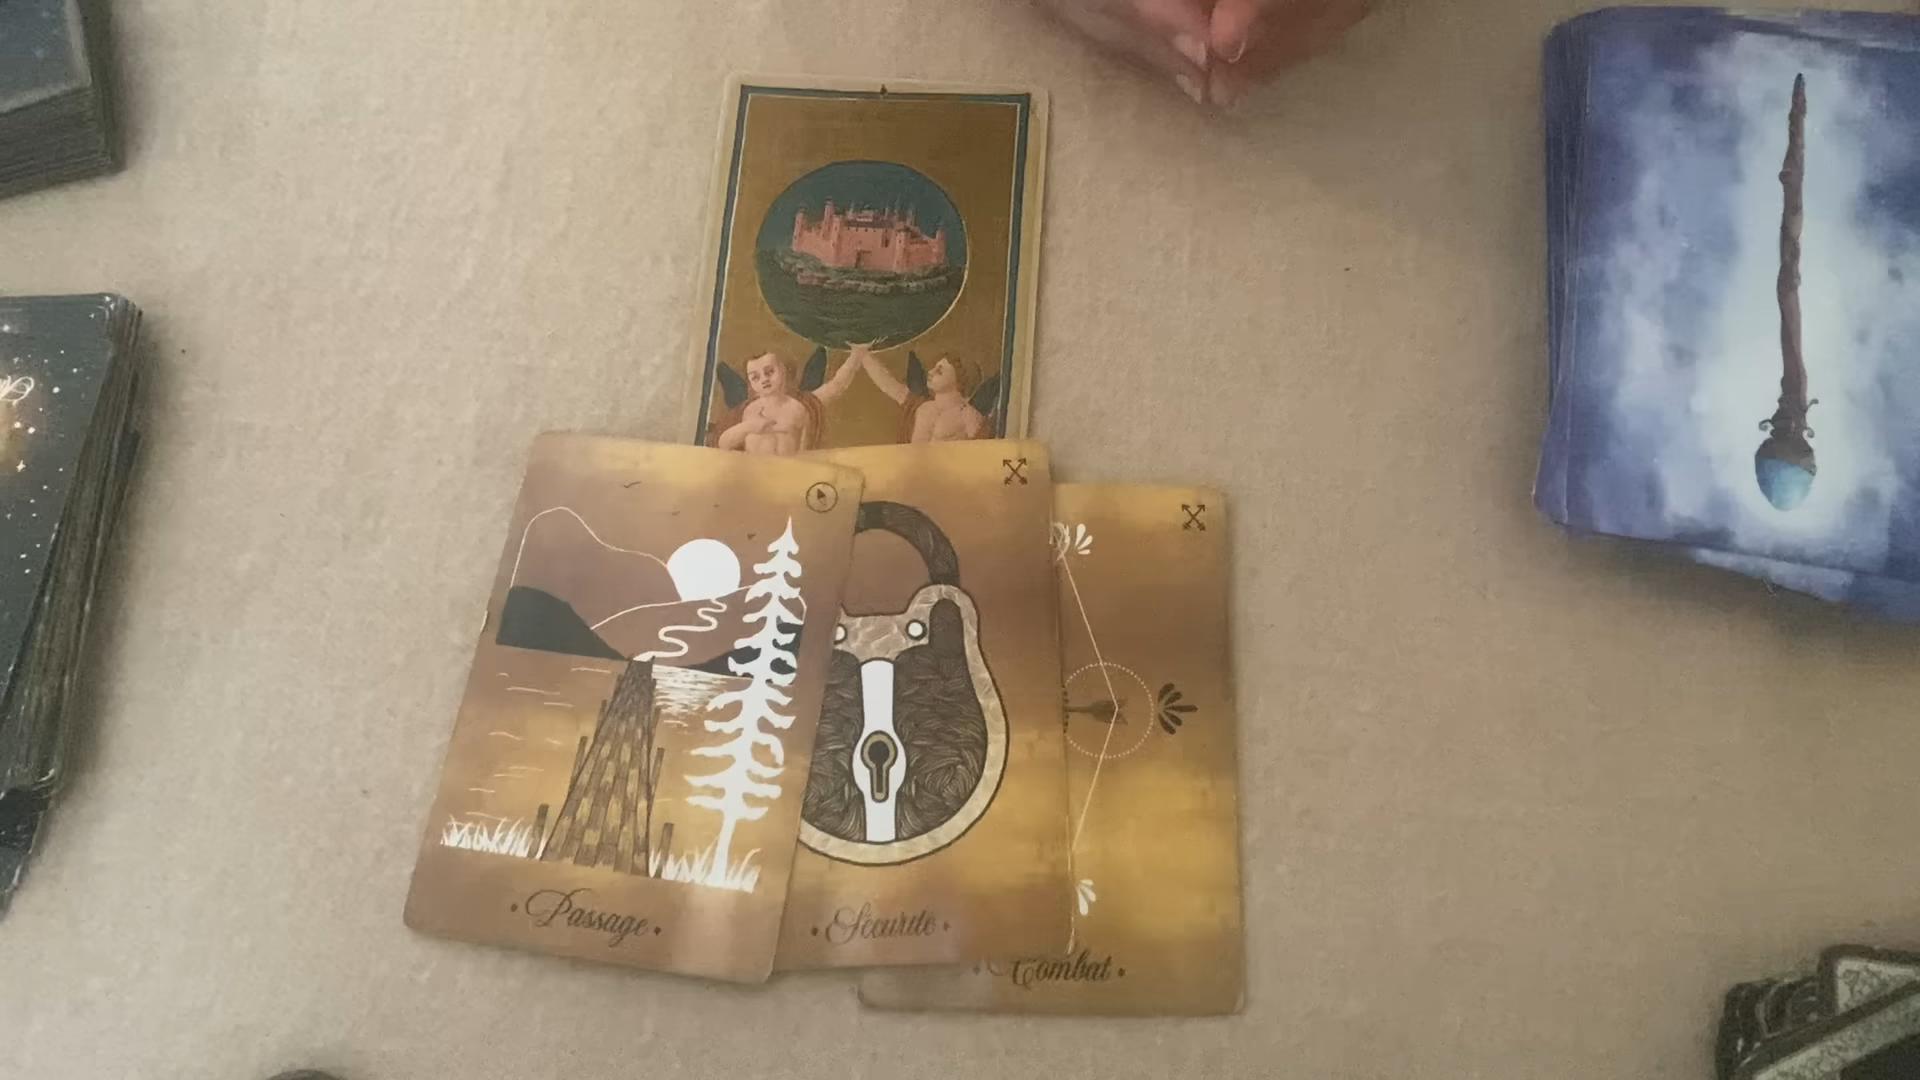 • Passage •
• Sécurité •
Combat •